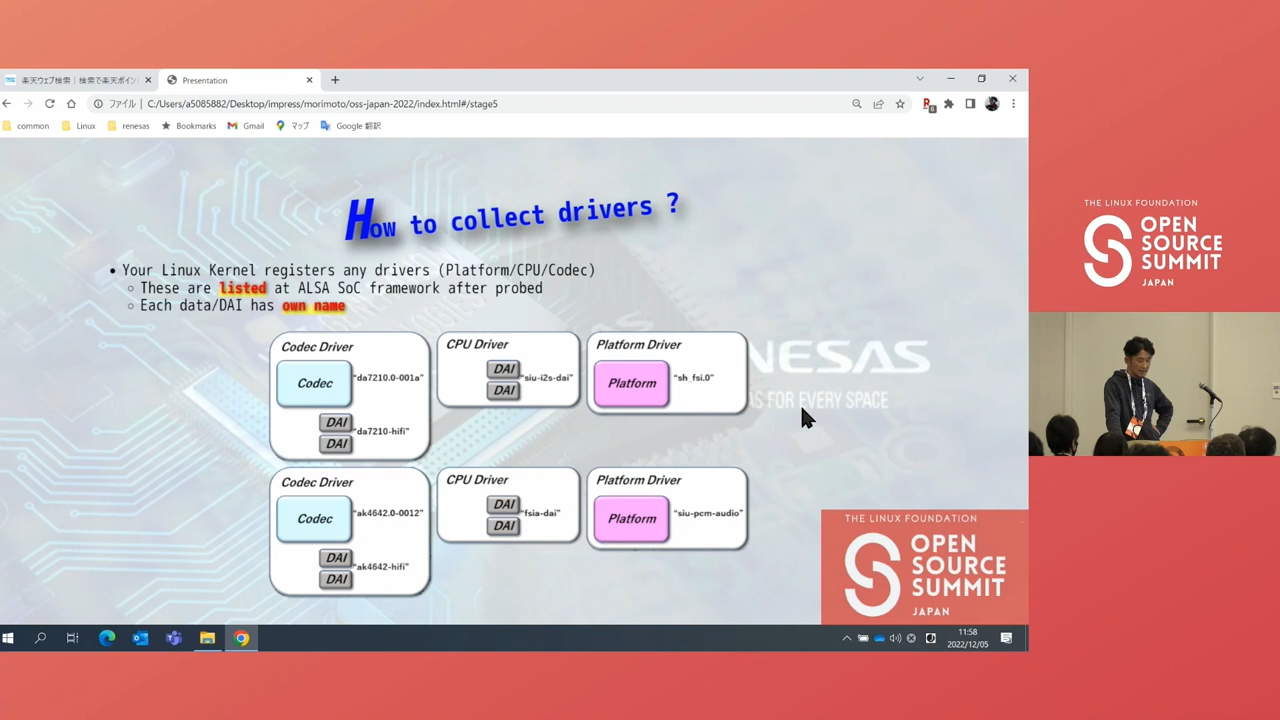 楽天ウェブ検索 | 検索で楽天ポイン
Presentation
ファイル | C:/Users/a5085882/Desktop/impress/morimoto/oss-japan-2022/index.html#/stage5
common
Linux
renesas
Bookmarks
Gmail
マップ
Google 翻訳
How to collect drivers ?
• Your Linux Kernel registers any drivers (Platform/CPU/Codec)
○ These are listed at ALSA SoC framework after probed
○ Each data/DAI has own name
Codec Driver
Codec
"da7210.0-001a"
DAI
"da7210-hifi"
DAI
CPU Driver
DAI
"siu-i2s-dai"
DAI
Platform Driver
Platform
"sh_fsi.0"
NESAS
AS FOR EVERY SPACE
Codec Driver
Codec
"ak4642.0-0012"
DAI
"ak4642-hifi"
DAI
CPU Driver
DAI
"fsia-dai"
DAI
Platform Driver
Platform
"siu-pcm-audio"
THE LINUX FOUNDATION
OPEN
SOURCE
SUMMIT
JAPAN
11:58
2022/12/05
THE LINUX FOUNDATION
OPEN
SOURCE
SUMMIT
JAPAN